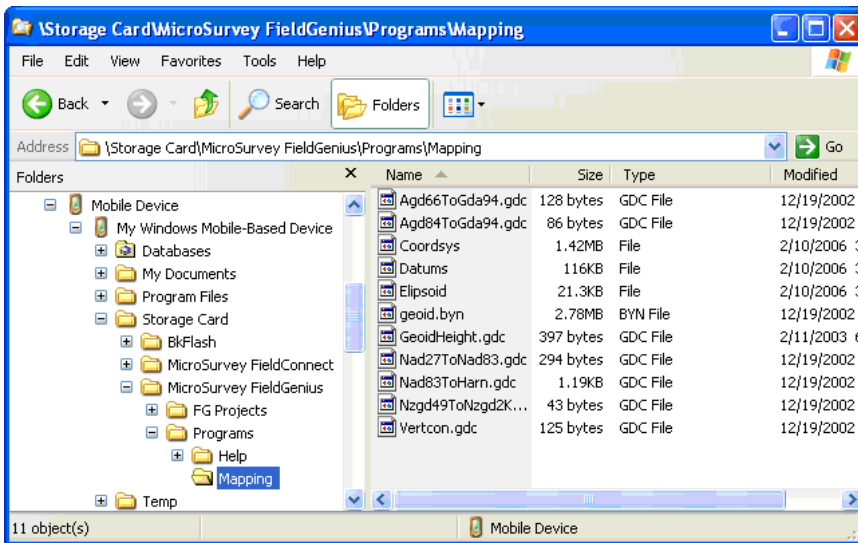 \Storage Card\MicroSurvey FieldGenius\Programs\Mapping
File Edit View Favorites Tools Help
Back Search Folders
Address \Storage Card\MicroSurvey FieldGenius\Programs\Mapping Go
Folders
Mobile Device
My Windows Mobile-Based Device
Databases
My Documents
Program Files
Storage Card
BkFlash
MicroSurvey FieldConnect
MicroSurvey FieldGenius
FG Projects
Programs
Help
Mapping
Temp
Name Size Type Modified
Agd66ToGda94.gdc 128 bytes GDC File 12/19/2002
Agd84ToGda94.gdc 86 bytes GDC File 12/19/2002
Coordsys 1.42MB File 2/10/2006
Datums 116KB File 2/10/2006
Elipsoid 21.3KB File 2/10/2006
geoid.byn 2.78MB BYN File 12/19/2002
GeoidHeight.gdc 397 bytes GDC File 2/11/2003
Nad27ToNad83.gdc 294 bytes GDC File 12/19/2002
Nad83ToHarn.gdc 1.19KB GDC File 12/19/2002
Nzgd49ToNzgd2K... 43 bytes GDC File 12/19/2002
Vertcon.gdc 125 bytes GDC File 12/19/2002
11 object(s) Mobile Device